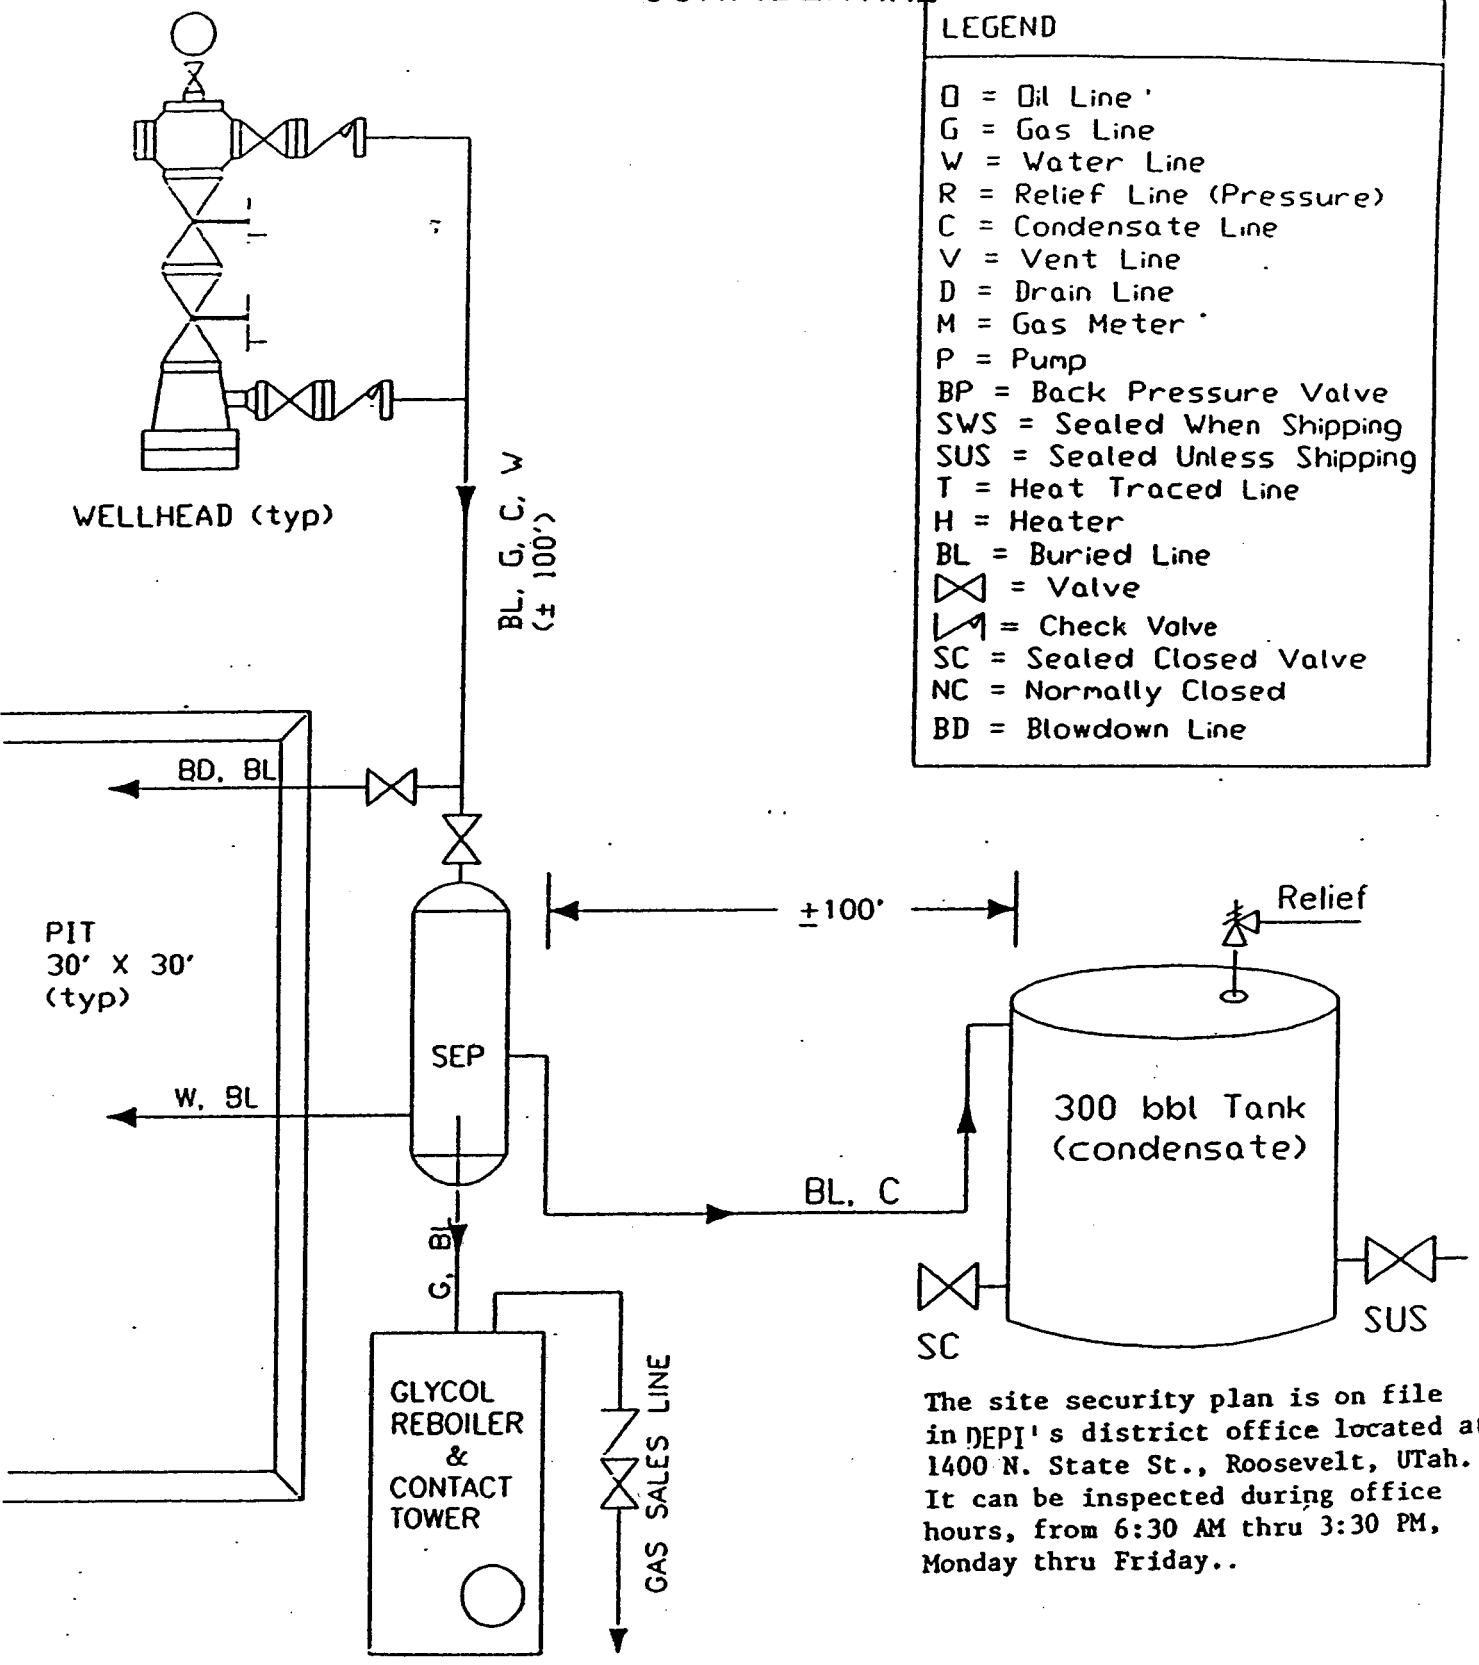 LEGEND
O = Oil Line
G = Gas Line
W = Water Line
R = Relief Line (Pressure)
C = Condensate Line
V = Vent Line
D = Drain Line
M = Gas Meter
P = Pump
BP = Back Pressure Valve
SWS = Sealed When Shipping
SUS = Sealed Unless Shipping
T = Heat Traced Line
H = Heater
BL = Buried Line
= Valve
= Check Valve
SC = Sealed Closed Valve
NC = Normally Closed
BD = Blowdown Line
WELLHEAD (typ)
BL, G, C, W
(± 100')
BD, BL
PIT
30' X 30'
(typ)
±100'
Relief
SEP
W, BL
300 bbl Tank
(condensate)
BL, C
G, BL
SC
SUS
GLYCOL
REBOILER
&
CONTACT
TOWER
GAS SALES LINE
The site security plan is on file
in DEPI's district office located at
1400 N. State St., Roosevelt, UTah.
It can be inspected during office
hours, from 6:30 AM thru 3:30 PM,
Monday thru Friday..